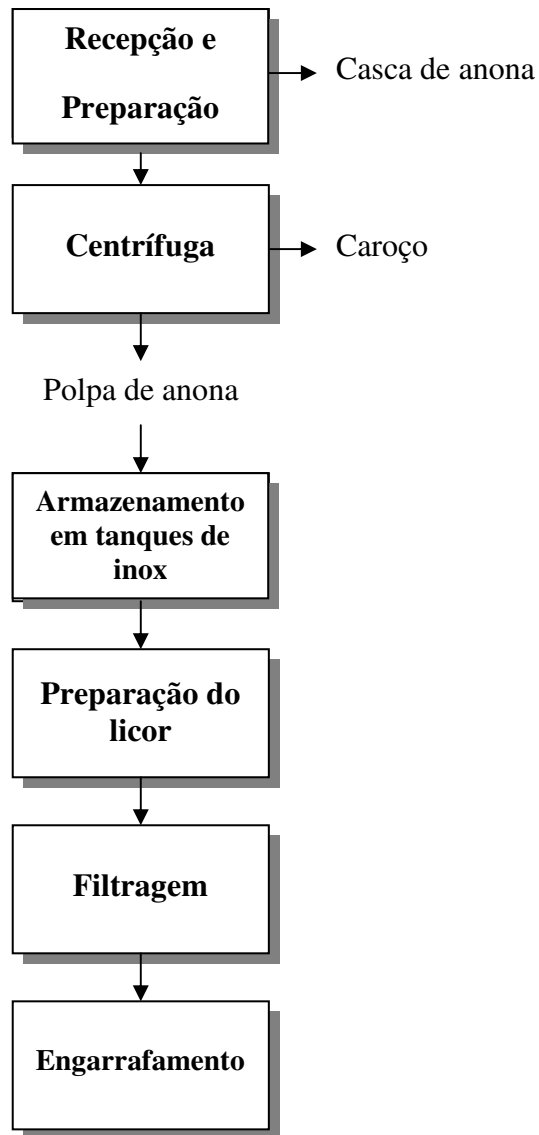 Recepção e
Preparação
Casca de anona
Centrífuga
Caroço
Polpa de anona
Armazenamento
em tanques de
inox
Preparação do
licor
Filtragem
Engarrafamento